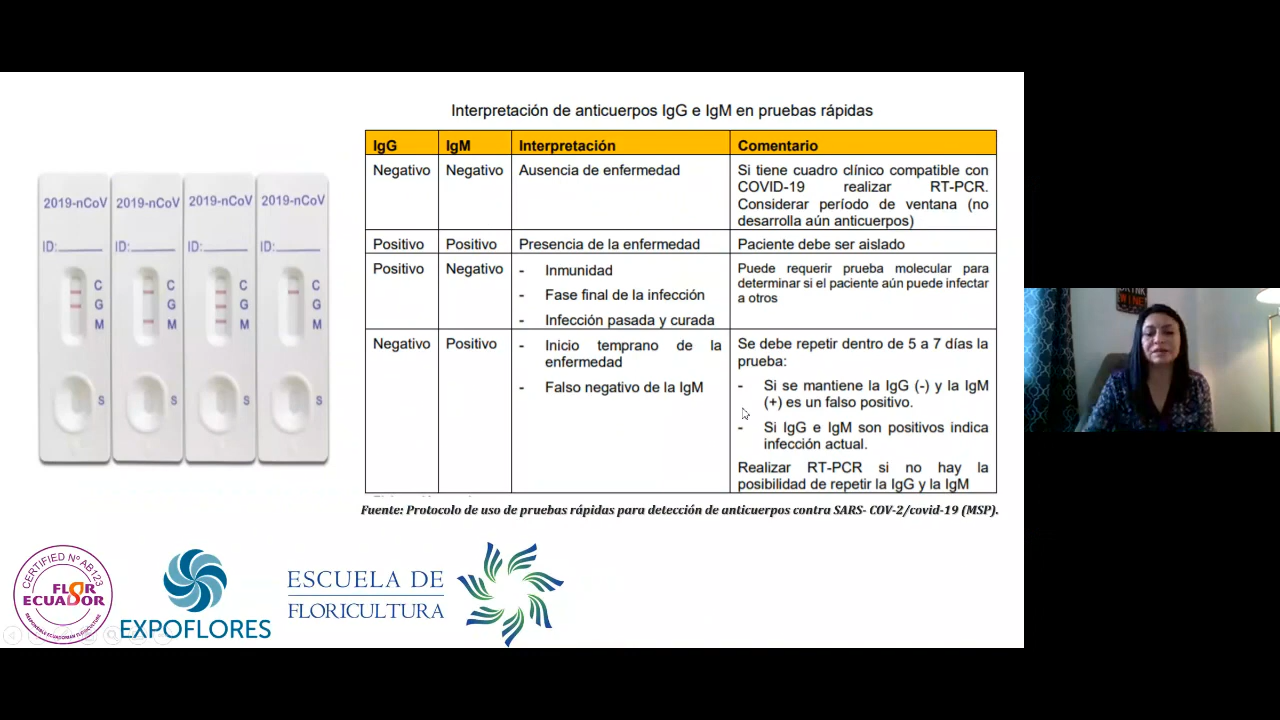 Interpretación de anticuerpos IgG e IgM en pruebas rápidas
IgG IgM Interpretación Comentario
Negativo Negativo Ausencia de enfermedad Si tiene cuadro clínico compatible con
COVID-19 realizar RT-PCR.
Considerar período de ventana (no
desarrolla aún anticuerpos)
Positivo Positivo Presencia de la enfermedad Paciente debe ser aislado
Positivo Negativo - Inmunidad Puede requerir prueba molecular para
determinar si el paciente aún puede infectar
- Fase final de la infección a otros
- Infección pasada y curada
Negativo Positivo - Inicio temprano de la Se debe repetir dentro de 5 a 7 días la
enfermedad prueba:
- Falso negativo de la IgM - Si se mantiene la IgG (-) y la IgM
(+) es un falso positivo.
- Si IgG e IgM son positivos indica
infección actual.
Realizar RT-PCR si no hay la
posibilidad de repetir la IgG y la IgM
Fuente: Protocolo de uso de pruebas rápidas para detección de anticuerpos contra SARS- COV-2/covid-19 (MSP).
2019-nCoV 2019-nCoV 2019-nCoV 2019-nCoV
ID: ID: ID: ID:
C C C C
G G G G
M M M M
S S S S
CERTIFIED Nº AB123
FLOR
ECUADOR
RESPONSIBLE ECUADORIAN FLORICULTURE
EXPOFLORES
ESCUELA DE
FLORICULTURA
WINE